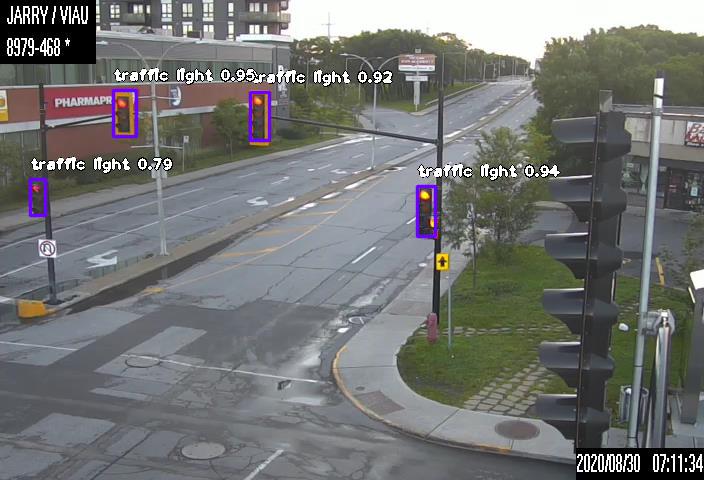 JARRY / VIAU
8979-468 *
traffic light 0.95
traffic light 0.92
PHARMAPR
traffic light 0.79
traffic light 0.94
2020/08/30 07:11:34